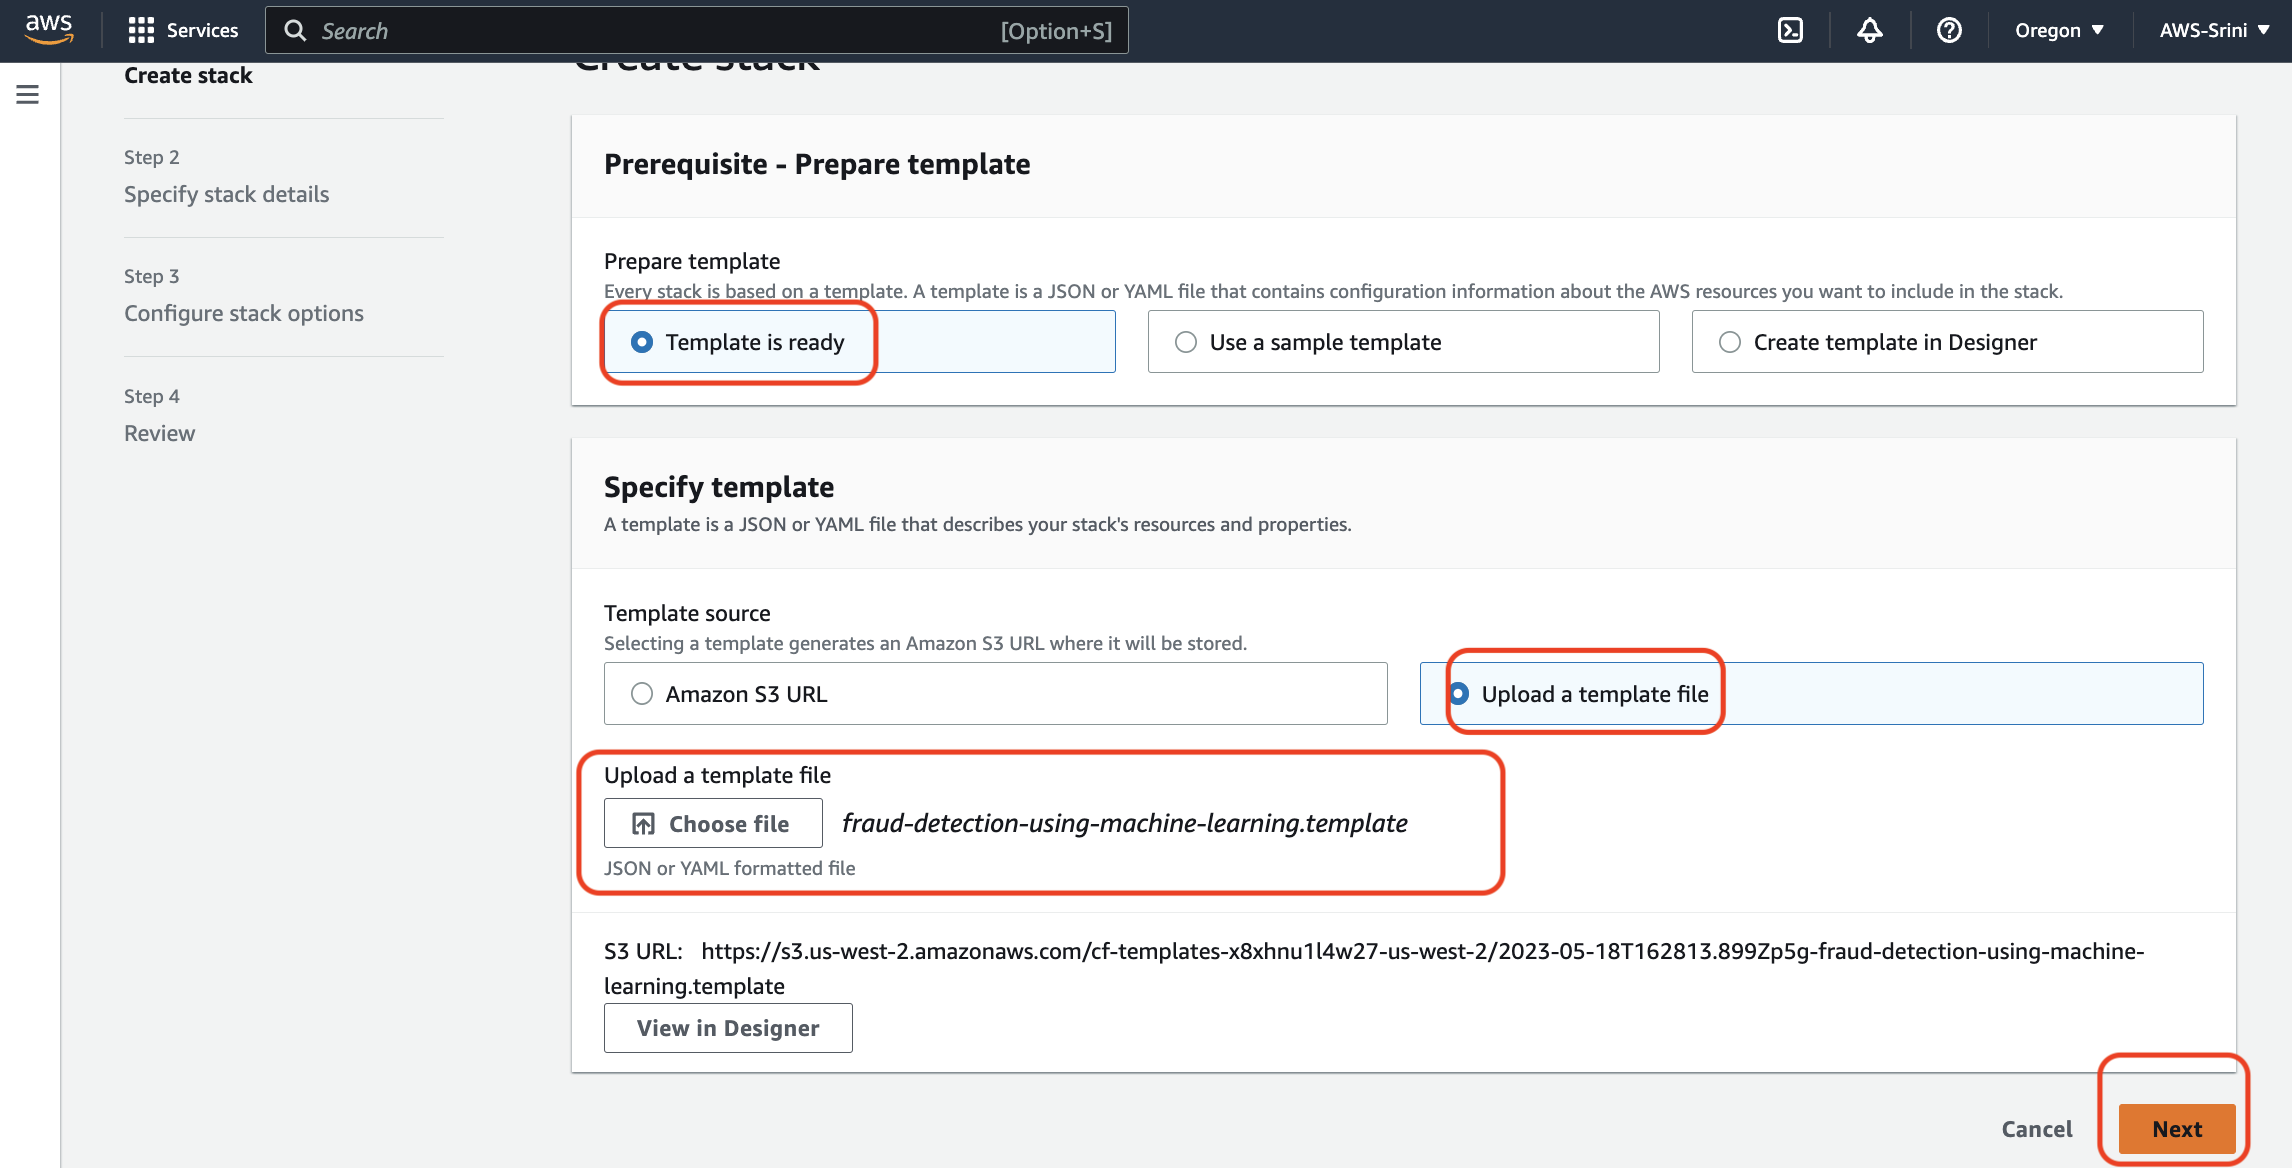 aws
Services
Search
[Option+S]
Oregon
AWS-Srini
Create stack
Step 2
Specify stack details
Step 3
Configure stack options
Step 4
Review
Create stack
Prerequisite - Prepare template
Prepare template
Every stack is based on a template. A template is a JSON or YAML file that contains configuration information about the AWS resources you want to include in the stack.
Template is ready
Use a sample template
Create template in Designer
Specify template
A template is a JSON or YAML file that describes your stack's resources and properties.
Template source
Selecting a template generates an Amazon S3 URL where it will be stored.
Amazon S3 URL
Upload a template file
Upload a template file
Choose file
fraud-detection-using-machine-learning.template
JSON or YAML formatted file
S3 URL: https://s3.us-west-2.amazonaws.com/cf-templates-x8xhnu1l4w27-us-west-2/2023-05-18T162813.899Zp5g-fraud-detection-using-machine-
learning.template
View in Designer
Cancel
Next